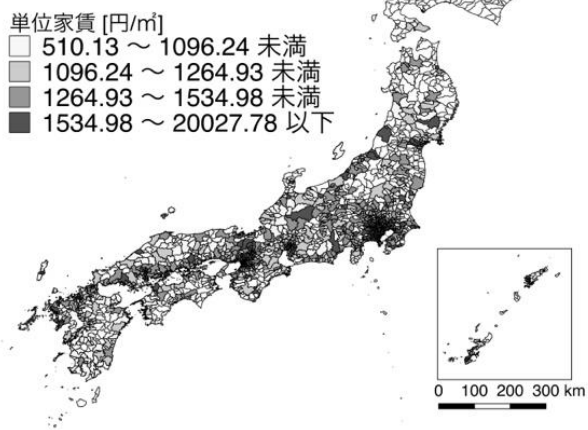 単位家賃 [円/㎡]
510.13 ～ 1096.24 未満
1096.24 ～ 1264.93 未満
1264.93 ～ 1534.98 未満
1534.98 ～ 20027.78 以下
0 100 200 300 km